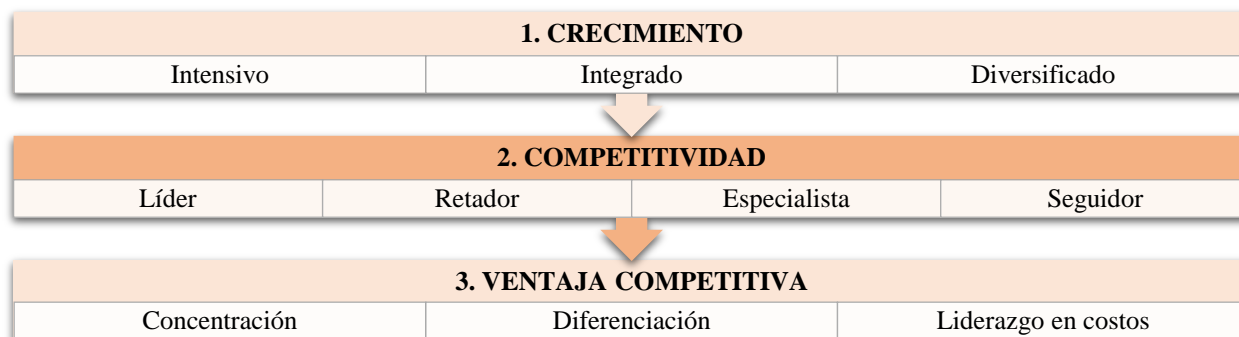 1. CRECIMIENTO
Intensivo Integrado Diversificado
2. COMPETITIVIDAD
Líder Retador Especialista Seguidor
3. VENTAJA COMPETITIVA
Concentración Diferenciación Liderazgo en costos